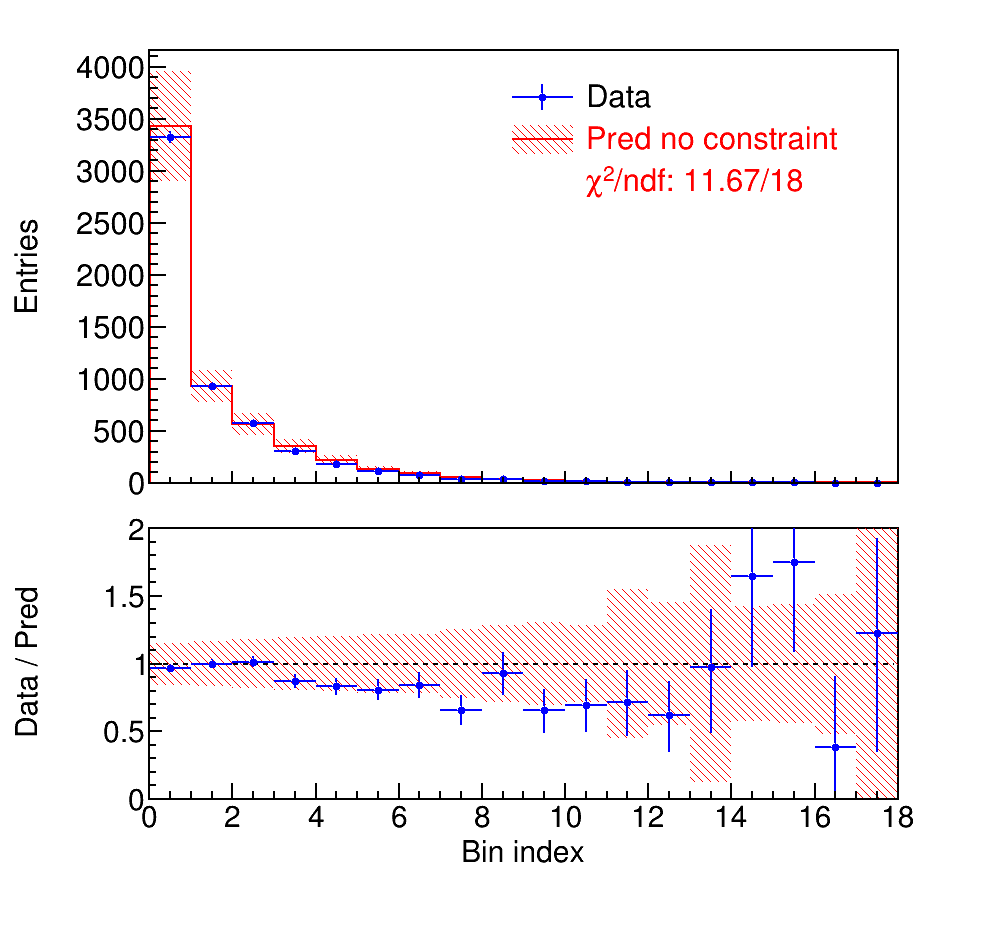 4000
3500
3000
2500
2000
1500
1000
500
0
Entries
Data
Pred no constraint
χ²/ndf: 11.67/18
2
1.5
1
0.5
0
Data / Pred
0 2 4 6 8 10 12 14 16 18
Bin index